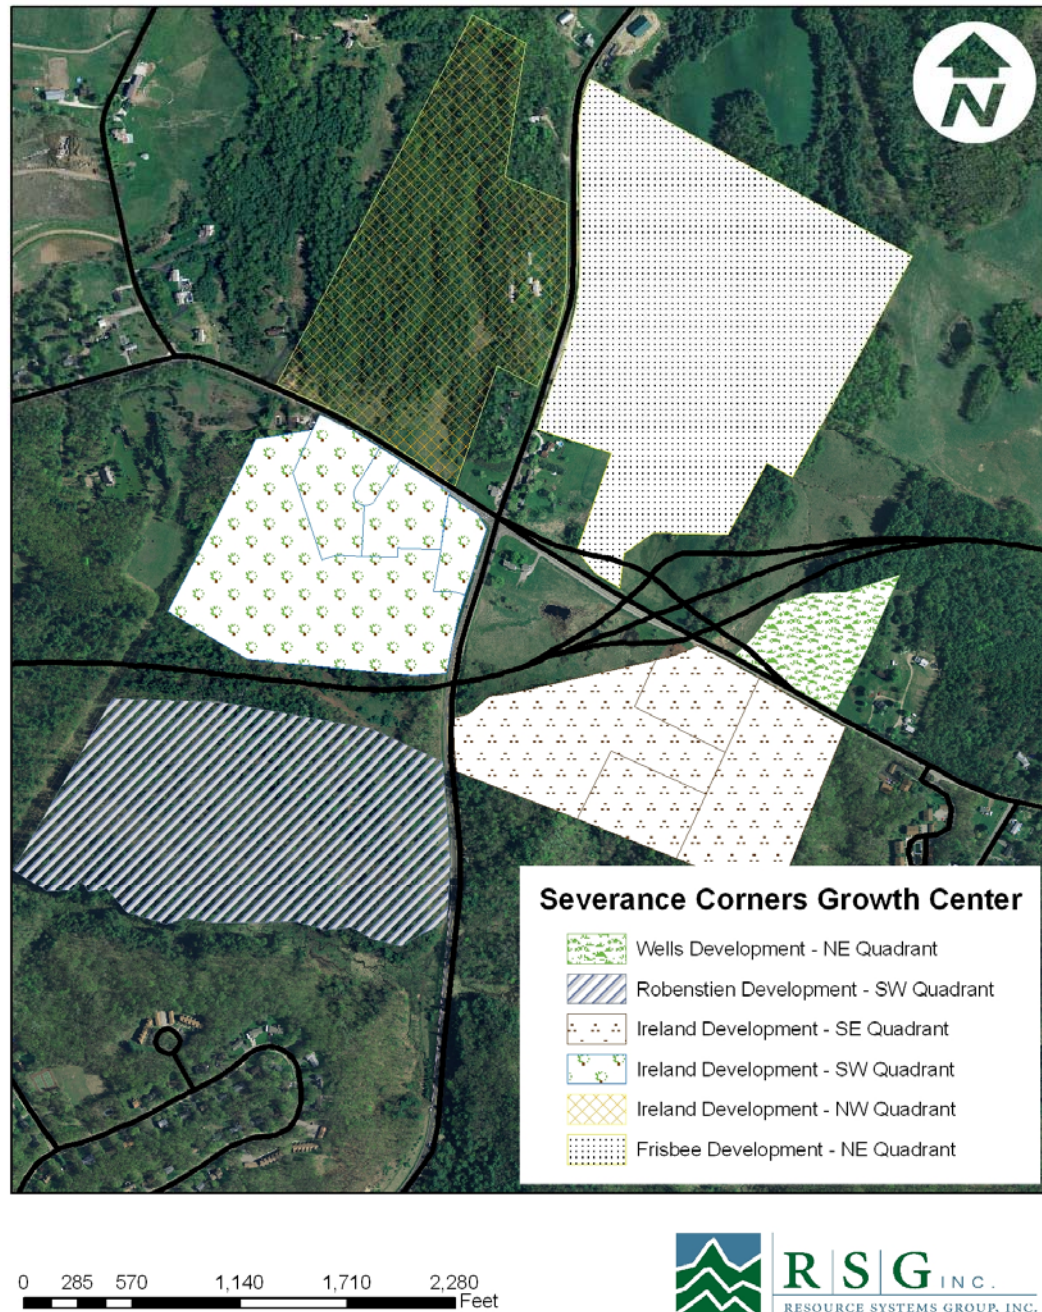 N
Severance Corners Growth Center
Wells Development - NE Quadrant
Robenstien Development - SW Quadrant
Ireland Development - SE Quadrant
Ireland Development - SW Quadrant
Ireland Development - NW Quadrant
Frisbee Development - NE Quadrant
0 285 570 1,140 1,710 2,280
Feet
RSG INC.
RESOURCE SYSTEMS GROUP, INC.